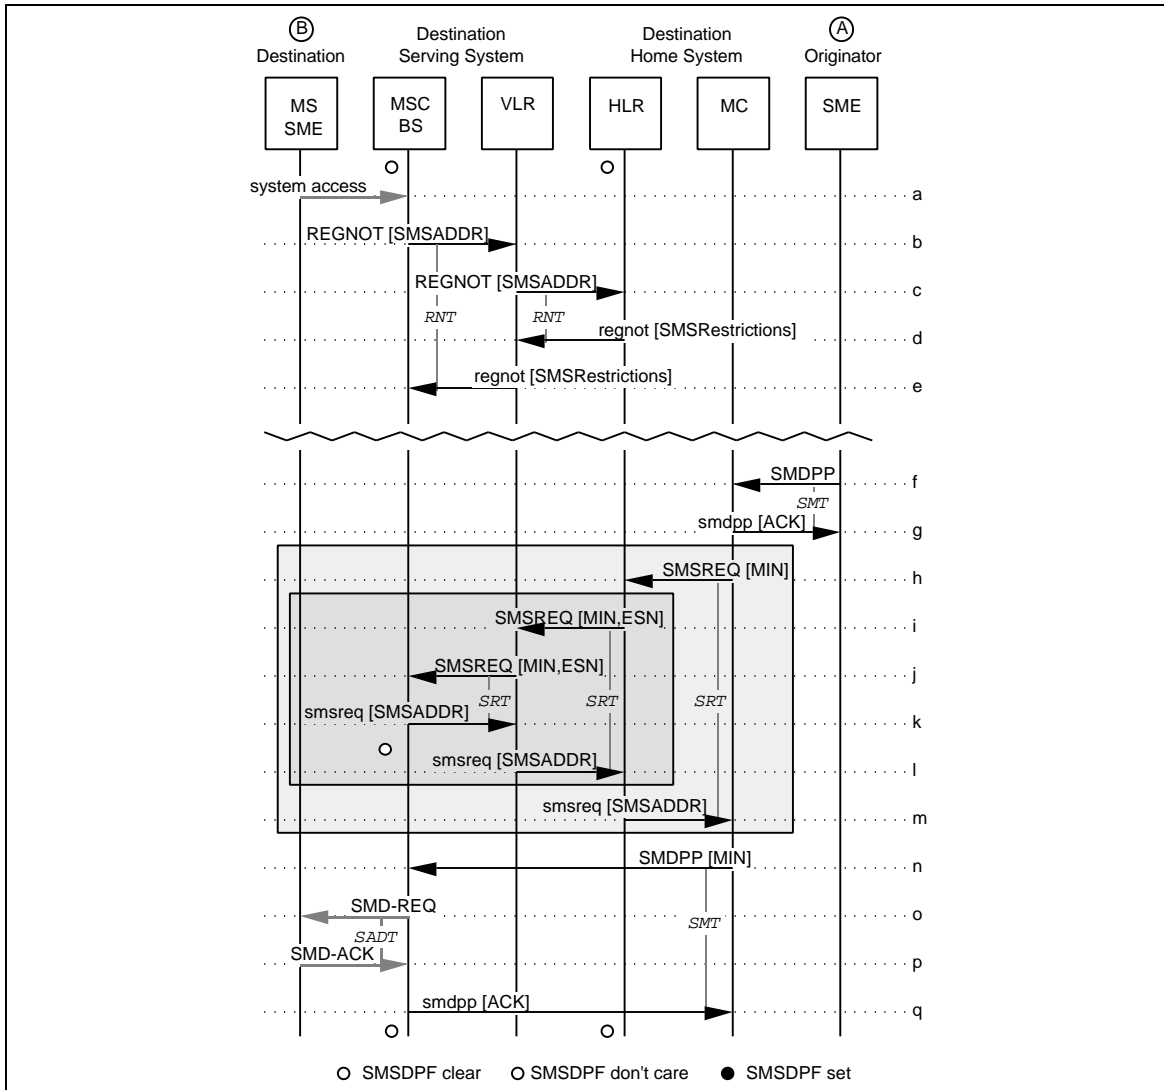 B
A
Destination
Destination
Serving System
Destination
Home System
Originator
MS
SME
MSC
BS
VLR
HLR
MC
SME
system access
a
REGNOT [SMSADDR]
b
REGNOT [SMSADDR]
c
RNT
RNT
regnot [SMSRestrictions]
d
regnot [SMSRestrictions]
e
SMDPP
f
SMT
smdpp [ACK]
g
SMSREQ [MIN]
h
SMSREQ [MIN,ESN]
i
SMSREQ [MIN,ESN]
j
SRT
SRT
SRT
smsreq [SMSADDR]
k
smsreq [SMSADDR]
l
smsreq [SMSADDR]
m
SMDPP [MIN]
n
SMD-REQ
o
SADT
SMT
SMD-ACK
p
smdpp [ACK]
q
SMSDPF clear
SMSDPF don't care
SMSDPF set